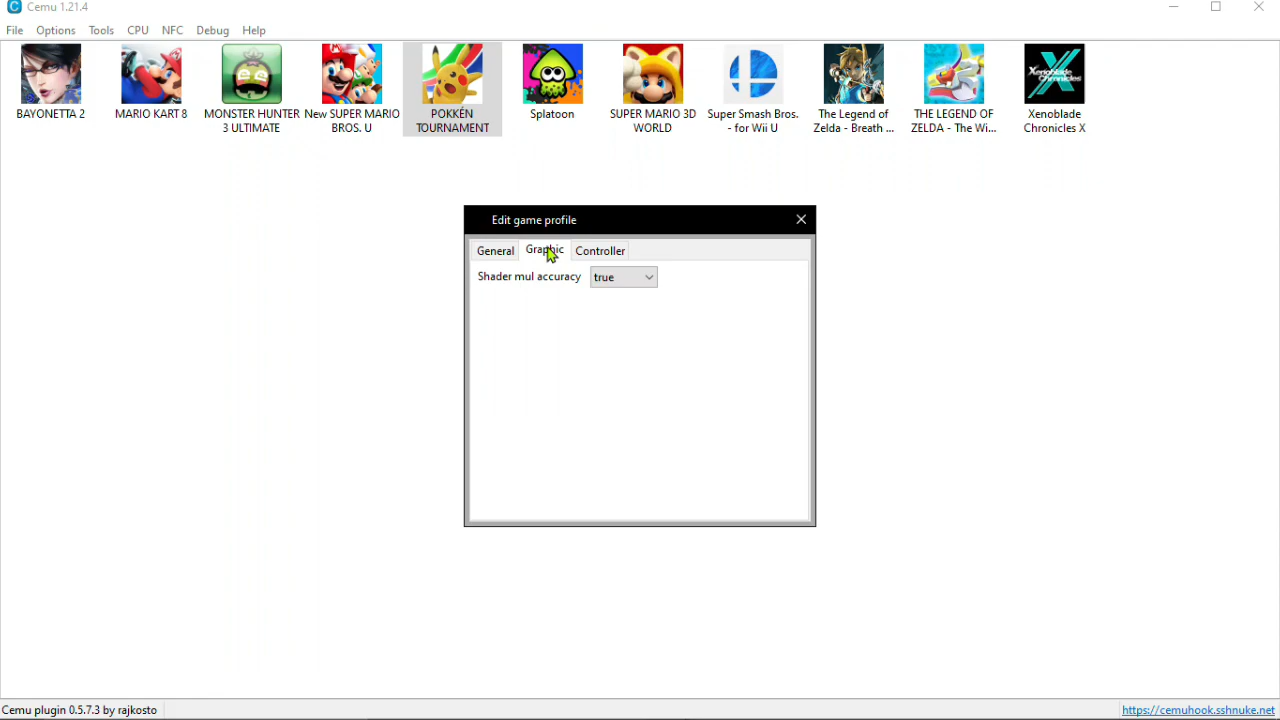 Cemu 1.21.4
File Options Tools CPU NFC Debug Help
BAYONETTA 2
MARIO KART 8
MONSTER HUNTER
3 ULTIMATE
New SUPER MARIO
BROS. U
POKKÉN
TOURNAMENT
Splatoon
SUPER MARIO 3D
WORLD
Super Smash Bros.
- for Wii U
The Legend of
Zelda - Breath ...
THE LEGEND OF
ZELDA - The Wi...
Xenoblade Chronicles
Xenoblade
Chronicles X
Edit game profile
General Graphic Controller
Shader mul accuracy true
Cemu plugin 0.5.7.3 by rajkosto
https://cemuhook.sshnuke.net